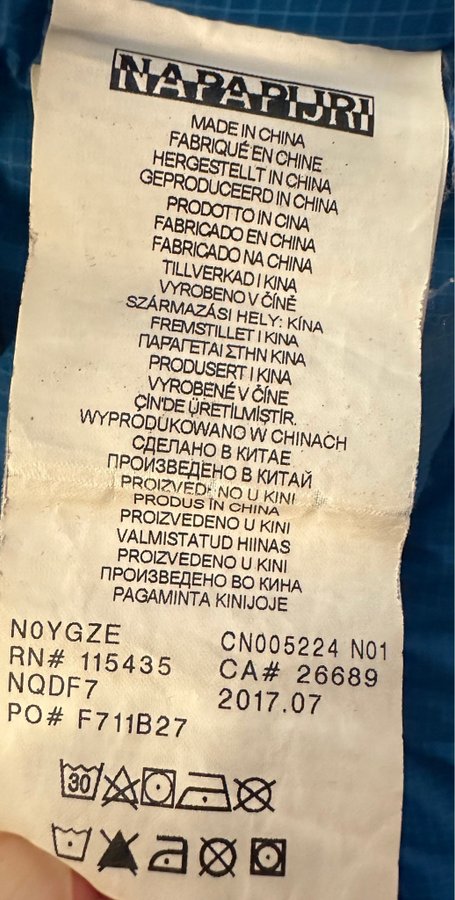 NAPAPIJRI
MADE IN CHINA
FABRIQUÉ EN CHINE
HERGESTELLT IN CHINA
GEPRODUCEERD IN CHINA
PRODOTTO IN CINA
FABRICADO EN CHINA
FABRICADO NA CHINA
TILLVERKAD I KINA
VYROBENO V ČÍNĚ
SZÁRMAZÁSI HELY: KÍNA
FREMSTILLET I KINA
ΠΑΡΑΓΕΤΑΙ ΣΤΗΝ ΚΙΝΑ
PRODUSERT I KINA
VYROBENÉ V ČÍNE
ÇİN'DE ÜRETİLMİŞTİR.
WYPRODUKOWANO W CHINACH
СДЕЛАНО В КИТАЕ
ПРОИЗВЕДЕНО В КИТАЙ
PROIZVEDENO U KINI
PRODUS ÎN CHINA
PROIZVEDENO U KINI
VALMISTATUD HIINAS
PROIZVEDENO U KINI
ПРОИЗВЕДЕНО ВО КИНА
PAGAMINTA KINIJOJE
N0YGZE CN005224 N01
RN# 115435 CA# 26689
NQDF7 2017.07
PO# F711B27
30